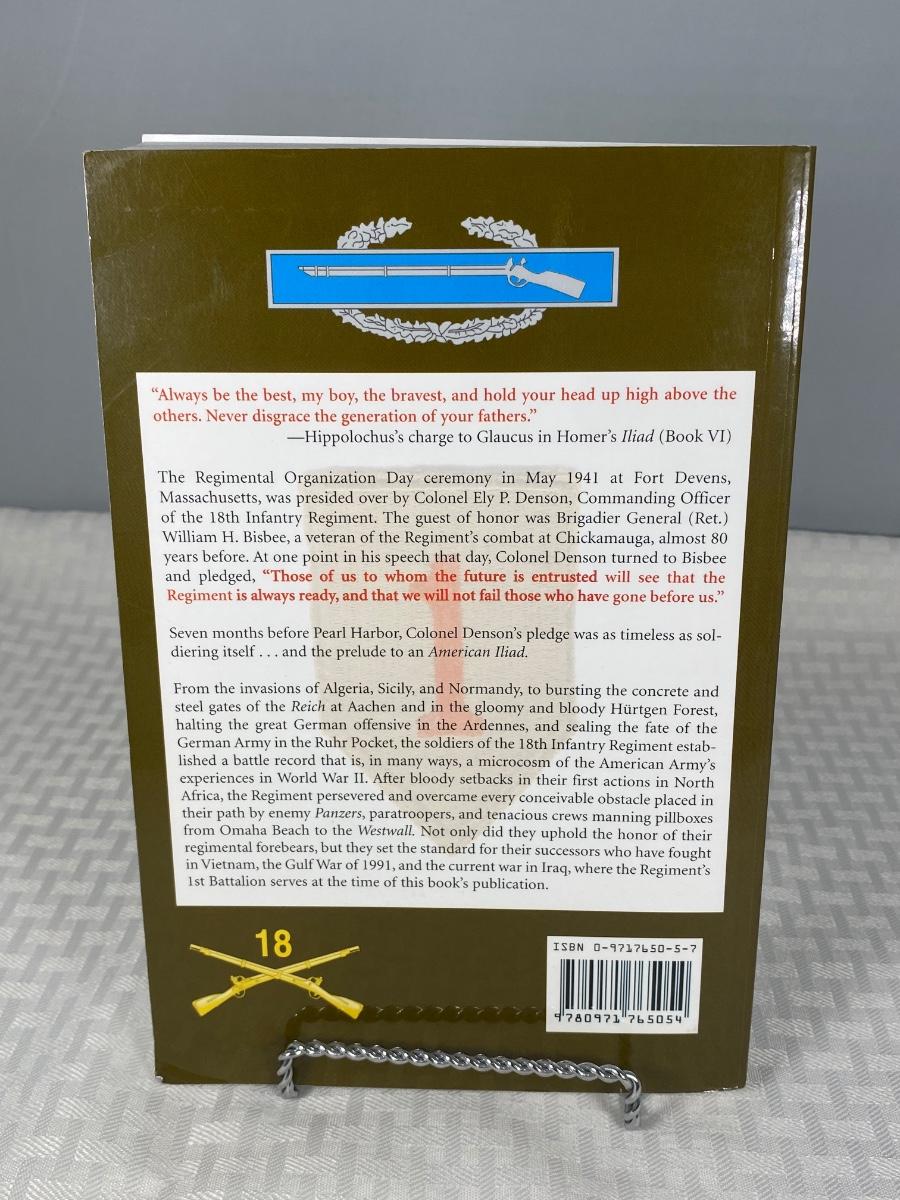 “Always be the best, my boy, the bravest, and hold your head up high above the
others. Never disgrace the generation of your fathers.”
—Hippolochus’s charge to Glaucus in Homer’s Iliad (Book VI)
The Regimental Organization Day ceremony in May 1941 at Fort Devens,
Massachusetts, was presided over by Colonel Ely P. Denson, Commanding Officer
of the 18th Infantry Regiment. The guest of honor was Brigadier General (Ret.)
William H. Bisbee, a veteran of the Regiment’s combat at Chickamauga, almost 80
years before. At one point in his speech that day, Colonel Denson turned to Bisbee
and pledged, “Those of us to whom the future is entrusted will see that the
Regiment is always ready, and that we will not fail those who have gone before us.”
Seven months before Pearl Harbor, Colonel Denson’s pledge was as timeless as sol-
diering itself . . . and the prelude to an American Iliad.
From the invasions of Algeria, Sicily, and Normandy, to bursting the concrete and
steel gates of the Reich at Aachen and in the gloomy and bloody Hürtgen Forest,
halting the great German offensive in the Ardennes, and sealing the fate of the
German Army in the Ruhr Pocket, the soldiers of the 18th Infantry Regiment estab-
lished a battle record that is, in many ways, a microcosm of the American Army’s
experiences in World War II. After bloody setbacks in their first actions in North
Africa, the Regiment persevered and overcame every conceivable obstacle placed in
their path by enemy Panzers, paratroopers, and tenacious crews manning pillboxes
from Omaha Beach to the Westwall. Not only did they uphold the honor of their
regimental forebears, but they set the standard for their successors who have fought
in Vietnam, the Gulf War of 1991, and the current war in Iraq, where the Regiment’s
1st Battalion serves at the time of this book’s publication.
18
ISBN 0-9717650-5-7
9 780971 765054